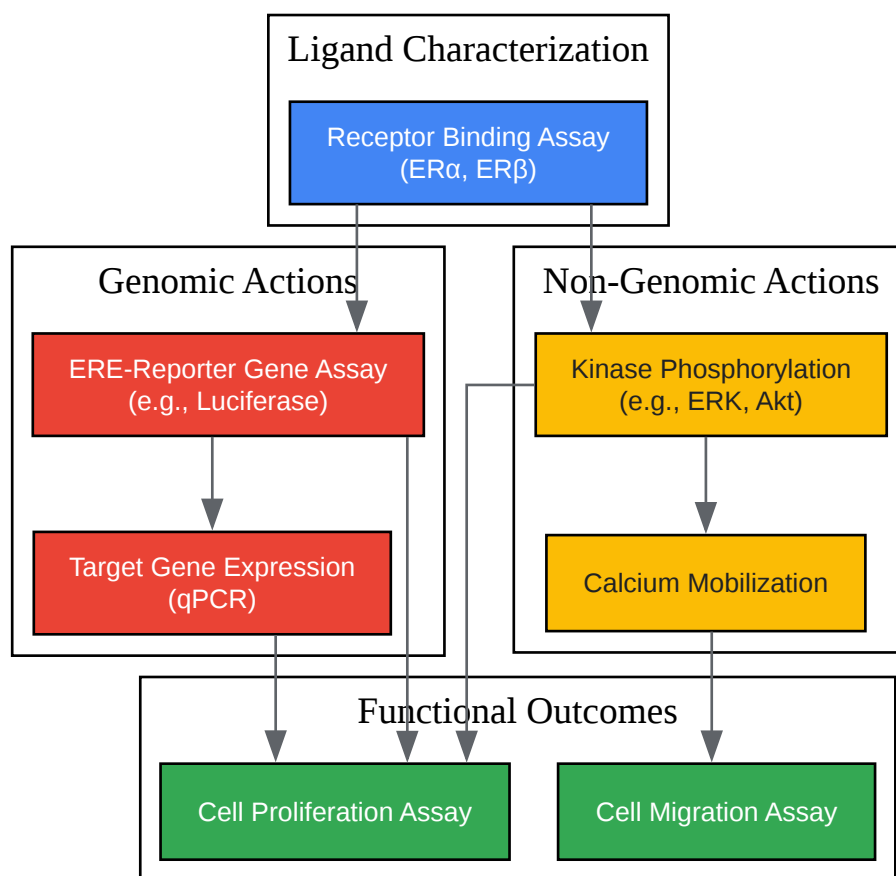 Ligand Characterization
Receptor Binding Assay
(ERα, ERβ)
Genomic Actions
ERE-Reporter Gene Assay
(e.g., Luciferase)
Target Gene Expression
(qPCR)
Non-Genomic Actions
Kinase Phosphorylation
(e.g., ERK, Akt)
Calcium Mobilization
Functional Outcomes
Cell Proliferation Assay
Cell Migration Assay